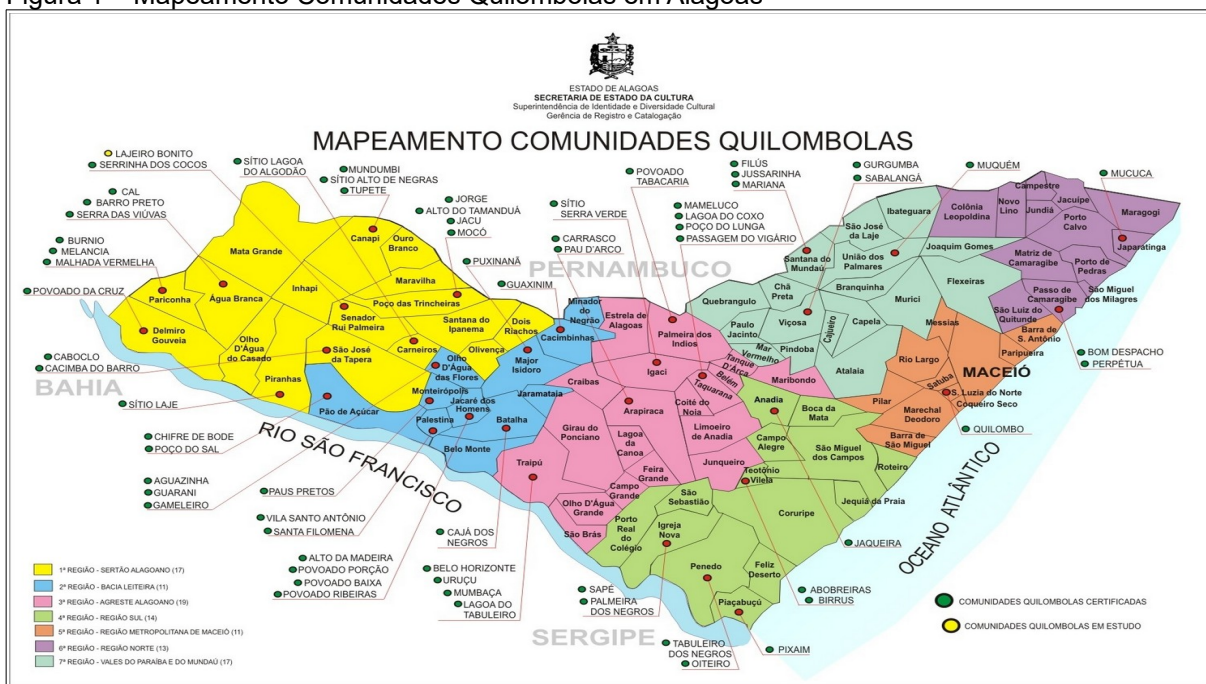 Figura 1 – Mapeamento Comunidades Quilombolas em Alagoas
ESTADO DE ALAGOAS
SECRETARIA DE ESTADO DA CULTURA
Superintendência de Identidade e Diversidade Cultural
Gerência de Registro e Catalogação
MAPEAMENTO COMUNIDADES QUILOMBOLAS
LAJEIRO BONITO
SERRINHA DOS COCOS
SÍTIO LAGOA
DO ALGODÃO
MUNDUMBI
SÍTIO ALTO DE NEGRAS
TUPETE
JORGE
ALTO DO TAMANDUÁ
JACU
MOCÓ
CAL
BARRO PRETO
SERRA DAS VIÚVAS
BURNIO
MELANCIA
MALHADA VERMELHA
POVOADO DA CRUZ
PUXINANÃ
GUAXINIM
SÍTIO
SERRA VERDE
CARRASCO
PAU D'ARCO
POVOADO
TABACARIA
MAMELUCO
LAGOA DO COXO
POÇO DO LUNGA
PASSAGEM DO VIGÁRIO
FILÚS
JUSSARINHA
MARIANA
GURGUMBA
SABALANGÁ
MUQUÉM
MUCUCA
PERNAMBUCO
BAHIA
RIO SÃO FRANCISCO
SERGIPE
OCEANO ATLÂNTICO
MACEIÓ
Mata Grande
Canapi
Ouro
Branco
Inhapi
Maravilha
Pariconha
Água Branca
Poço das Trincheiras
Senador
Rui Palmeira
Santana do
Ipanema
Dois
Riachos
Delmiro
Gouveia
Olho
D'Água
do Casado
São José
da Tapera
Carneiros
Olivença
Piranhas
Olho
D'Água
das Flores
Major
Isidoro
Minador
do
Negrão
Cacimbinhas
Pão de Açúcar
Monteirópolis
Jacaré dos
Homens
Jaramataia
Palestina
Batalha
Belo Monte
Estrela de
Alagoas
Palmeira dos
Indios
Igaci
Tanque
D'Árca
Belém
Taquarana
Maribondo
Craíbas
Arapiraca
Coité do
Noia
Limoeiro
de Anadia
Girau do
Ponciano
Lagoa
da
Canoa
Junqueiro
Traipú
Feira
Grande
Campo
Grande
Olho D'Água
Grande
São Brás
Quebrangulo
Paulo
Jacinto
Chã
Preta
Viçosa
Mar
Vermelho
Pindoba
Cajueiro
Capela
Atalaia
Santana do
Mundaú
São José
da Laje
Ibateguara
União dos
Palmares
Branquinha
Murici
Joaquim Gomes
Flexeiras
Colônia
Leopoldina
Novo
Lino
Campestre
Jundiá
Jacuipe
Porto
Calvo
Maragogi
Japaratinga
Matriz de
Camaragibe
Porto de
Pedras
Passo de
Camaragibe
São Miguel
dos Milagres
São Luiz do
Quitunde
Messias
Barra de
S. Antônio
Paripueira
Rio Largo
Satuba
S. Luzia do Norte
Coqueiro Seco
Pilar
Marechal
Deodoro
Barra de
São Miguel
Anadia
Boca da
Mata
Campo
Alegre
São Miguel
dos Campos
Roteiro
Teotônio
Vilela
Jequiá da Praia
Coruripe
São
Sebastião
Porto
Real do
Colégio
Igreja
Nova
Penedo
Feliz
Deserto
Piaçabuçú
CABOCLO
CACIMBA DO BARRO
SÍTIO LAJE
CHIFRE DE BODE
POÇO DO SAL
AGUAZINHA
GUARANI
GAMELEIRO
PAUS PRETOS
VILA SANTO ANTÔNIO
SANTA FILOMENA
ALTO DA MADEIRA
POVOADO PORÇÃO
POVOADO BAIXA
POVOADO RIBEIRAS
CAJÁ DOS
NEGROS
BELO HORIZONTE
URUÇU
MUMBAÇA
LAGOA DO
TABULEIRO
SAPÉ
PALMEIRA
DOS NEGROS
TABULEIRO
DOS NEGROS
OITEIRO
PIXAIM
ABOBREIRAS
BIRRUS
JAQUEIRA
QUILOMBO
BOM DESPACHO
PERPÉTUA
1ª REGIÃO - SERTÃO ALAGOANO (17)
2ª REGIÃO - BACIA LEITEIRA (11)
3ª REGIÃO - AGRESTE ALAGOANO (19)
4ª REGIÃO - REGIÃO SUL (14)
5ª REGIÃO - REGIÃO METROPOLITANA DE MACEIÓ (11)
6ª REGIÃO - REGIÃO NORTE (13)
7ª REGIÃO - VALES DO PARAÍBA E DO MUNDAÚ (17)
COMUNIDADES QUILOMBOLAS CERTIFICADAS
COMUNIDADES QUILOMBOLAS EM ESTUDO